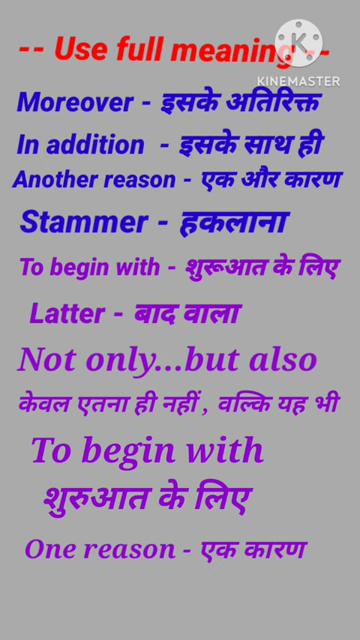 -- Use full meaning --
KINEMASTER
Moreover - इसके अतिरिक्त
In addition - इसके साथ ही
Another reason - एक और कारण
Stammer - हकलाना
To begin with - शुरूआत के लिए
Latter - बाद वाला
Not only...but also
केवल एतना ही नहीं , वल्कि यह भी
To begin with
शुरुआत के लिए
One reason - एक कारण